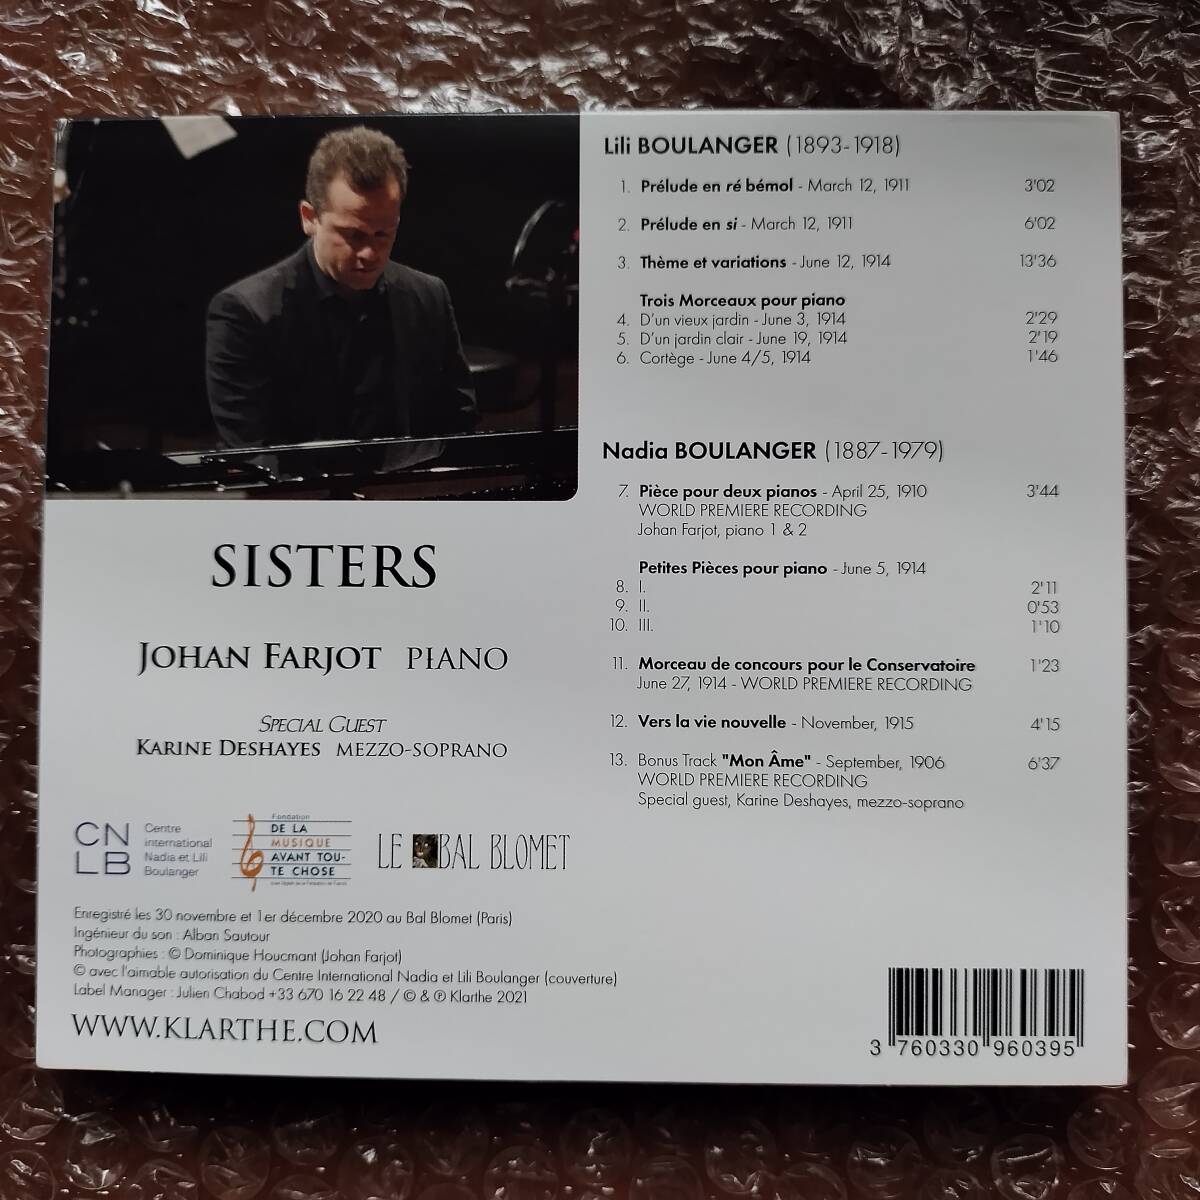 Lili BOULANGER (1893-1918)
1. Prélude en ré bémol - March 12, 1911 3'02
2. Prélude en si - March 12, 1911 6'02
3. Thème et variations - June 12, 1914 13'36
Trois Morceaux pour piano
4. D'un vieux jardin - June 3, 1914 2'29
5. D'un jardin clair - June 19, 1914 2'19
6. Cortège - June 4/5, 1914 1'46
Nadia BOULANGER (1887-1979)
7. Pièce pour deux pianos - April 25, 1910 3'44
WORLD PREMIERE RECORDING
Johan Farjot, piano 1 & 2
Petites Pièces pour piano - June 5, 1914
8. I. 2'11
9. II. 0'53
10. III. 1'10
11. Morceau de concours pour le Conservatoire 1'23
June 27, 1914 - WORLD PREMIERE RECORDING
12. Vers la vie nouvelle - November, 1915 4'15
13. Bonus Track "Mon Âme" - September, 1906 6'37
WORLD PREMIERE RECORDING
Special guest, Karine Deshayes, mezzo-soprano
SISTERS
JOHAN FARJOT PIANO
SPECIAL GUEST
KARINE DESHAYES MEZZO-SOPRANO
CN
LB
Centre
international
Nadia et Lili
Boulanger
Fondation
DE LA
MUSIQUE
AVANT TOU-
TE CHOSE
LE BAL BLOMET
Enregistré les 30 novembre et 1er décembre 2020 au Bal Blomet (Paris)
Ingénieur du son : Alban Sautour
Photographies : © Dominique Houcmant (Johan Farjot)
© avec l'aimable autorisation du Centre International Nadia et Lili Boulanger (couverture)
Label Manager : Julien Chabod +33 670 16 22 48 / © & ℗ Klarthe 2021
WWW.KLARTHE.COM
3 760330 960395